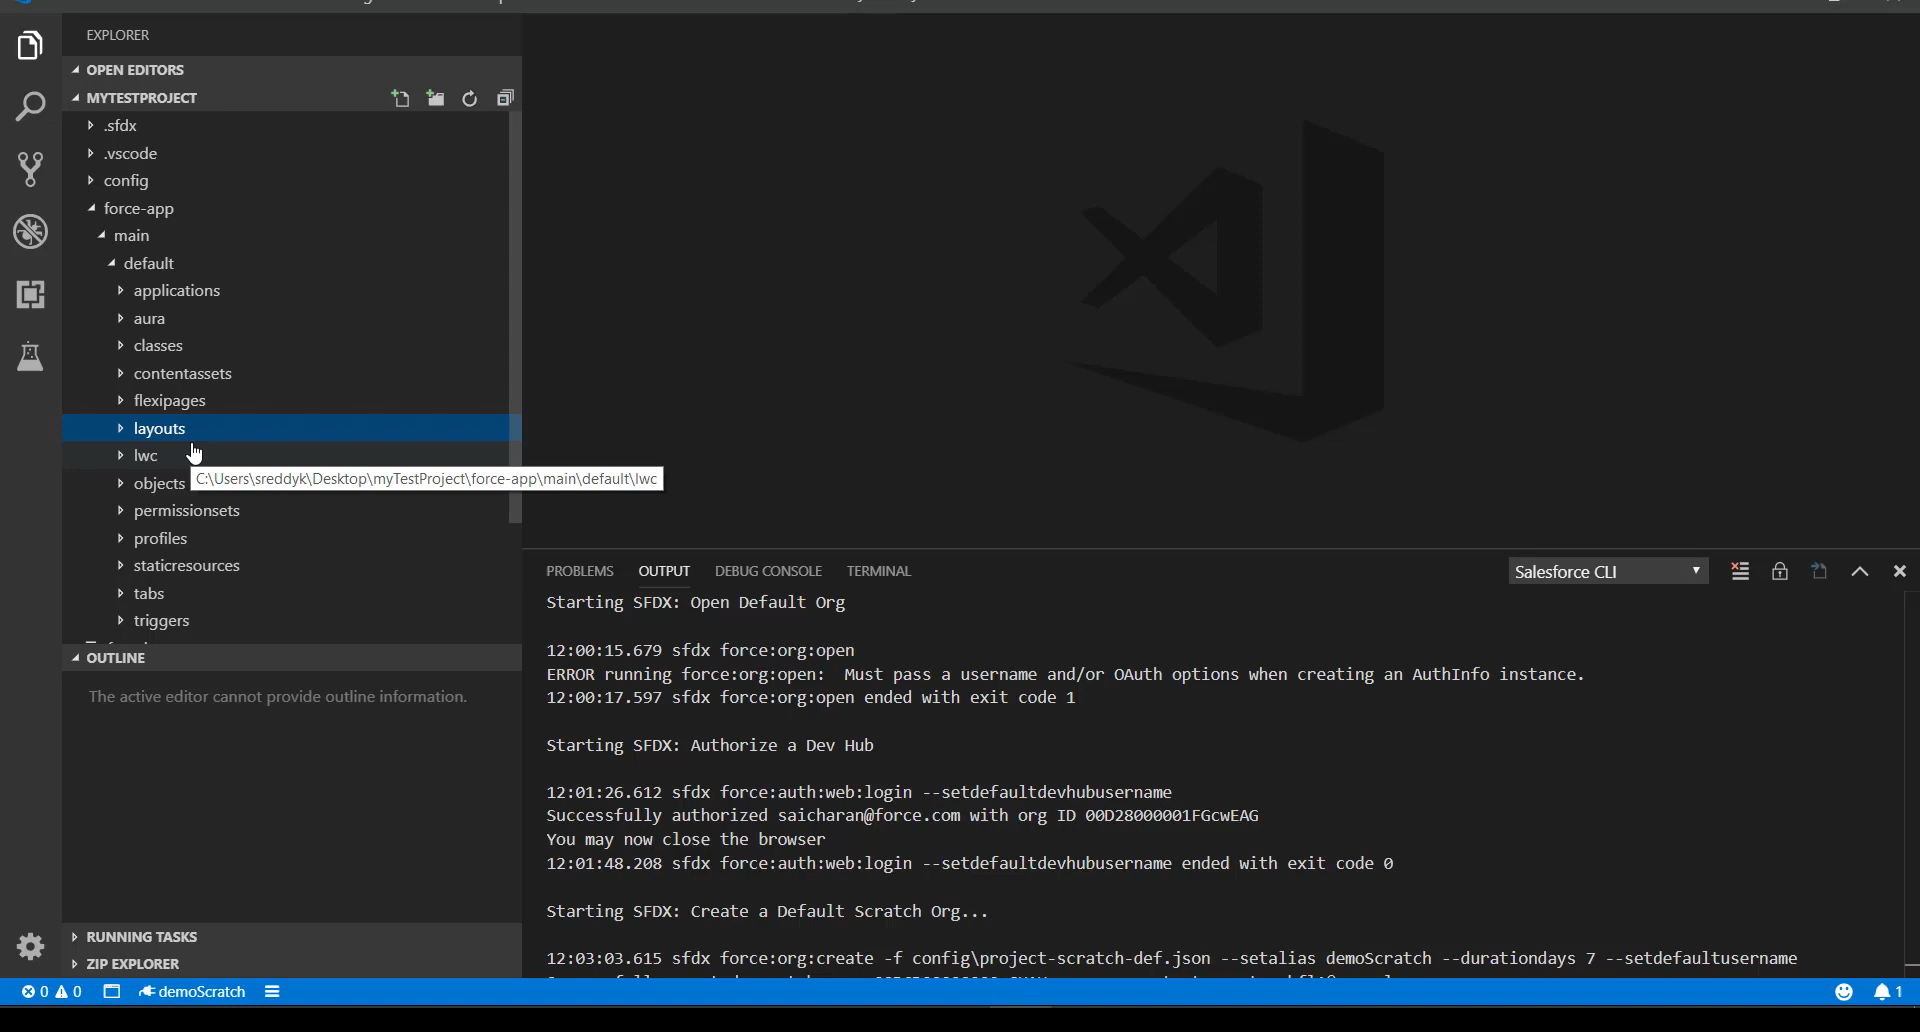 EXPLORER
OPEN EDITORS
MYTESTPROJECT
.sfdx
.vscode
config
force-app
main
default
applications
aura
classes
contentassets
flexipages
layouts
lwc
C:\Users\sreddyk\Desktop\myTestProject\force-app\main\default\lwc
objects
permissionsets
profiles
staticresources
tabs
triggers
OUTLINE
The active editor cannot provide outline information.
RUNNING TASKS
ZIP EXPLORER
PROBLEMS OUTPUT DEBUG CONSOLE TERMINAL Salesforce CLI
Starting SFDX: Open Default Org
12:00:15.679 sfdx force:org:open
ERROR running force:org:open:  Must pass a username and/or OAuth options when creating an AuthInfo instance.
12:00:17.597 sfdx force:org:open ended with exit code 1
Starting SFDX: Authorize a Dev Hub
12:01:26.612 sfdx force:auth:web:login --setdefaultdevhubusername
Successfully authorized saicharan@force.com with org ID 00D28000001FGcwEAG
You may now close the browser
12:01:48.208 sfdx force:auth:web:login --setdefaultdevhubusername ended with exit code 0
Starting SFDX: Create a Default Scratch Org...
12:03:03.615 sfdx force:org:create -f config\project-scratch-def.json --setalias demoScratch --durationdays 7 --setdefaultusername
0 0 demoScratch 1